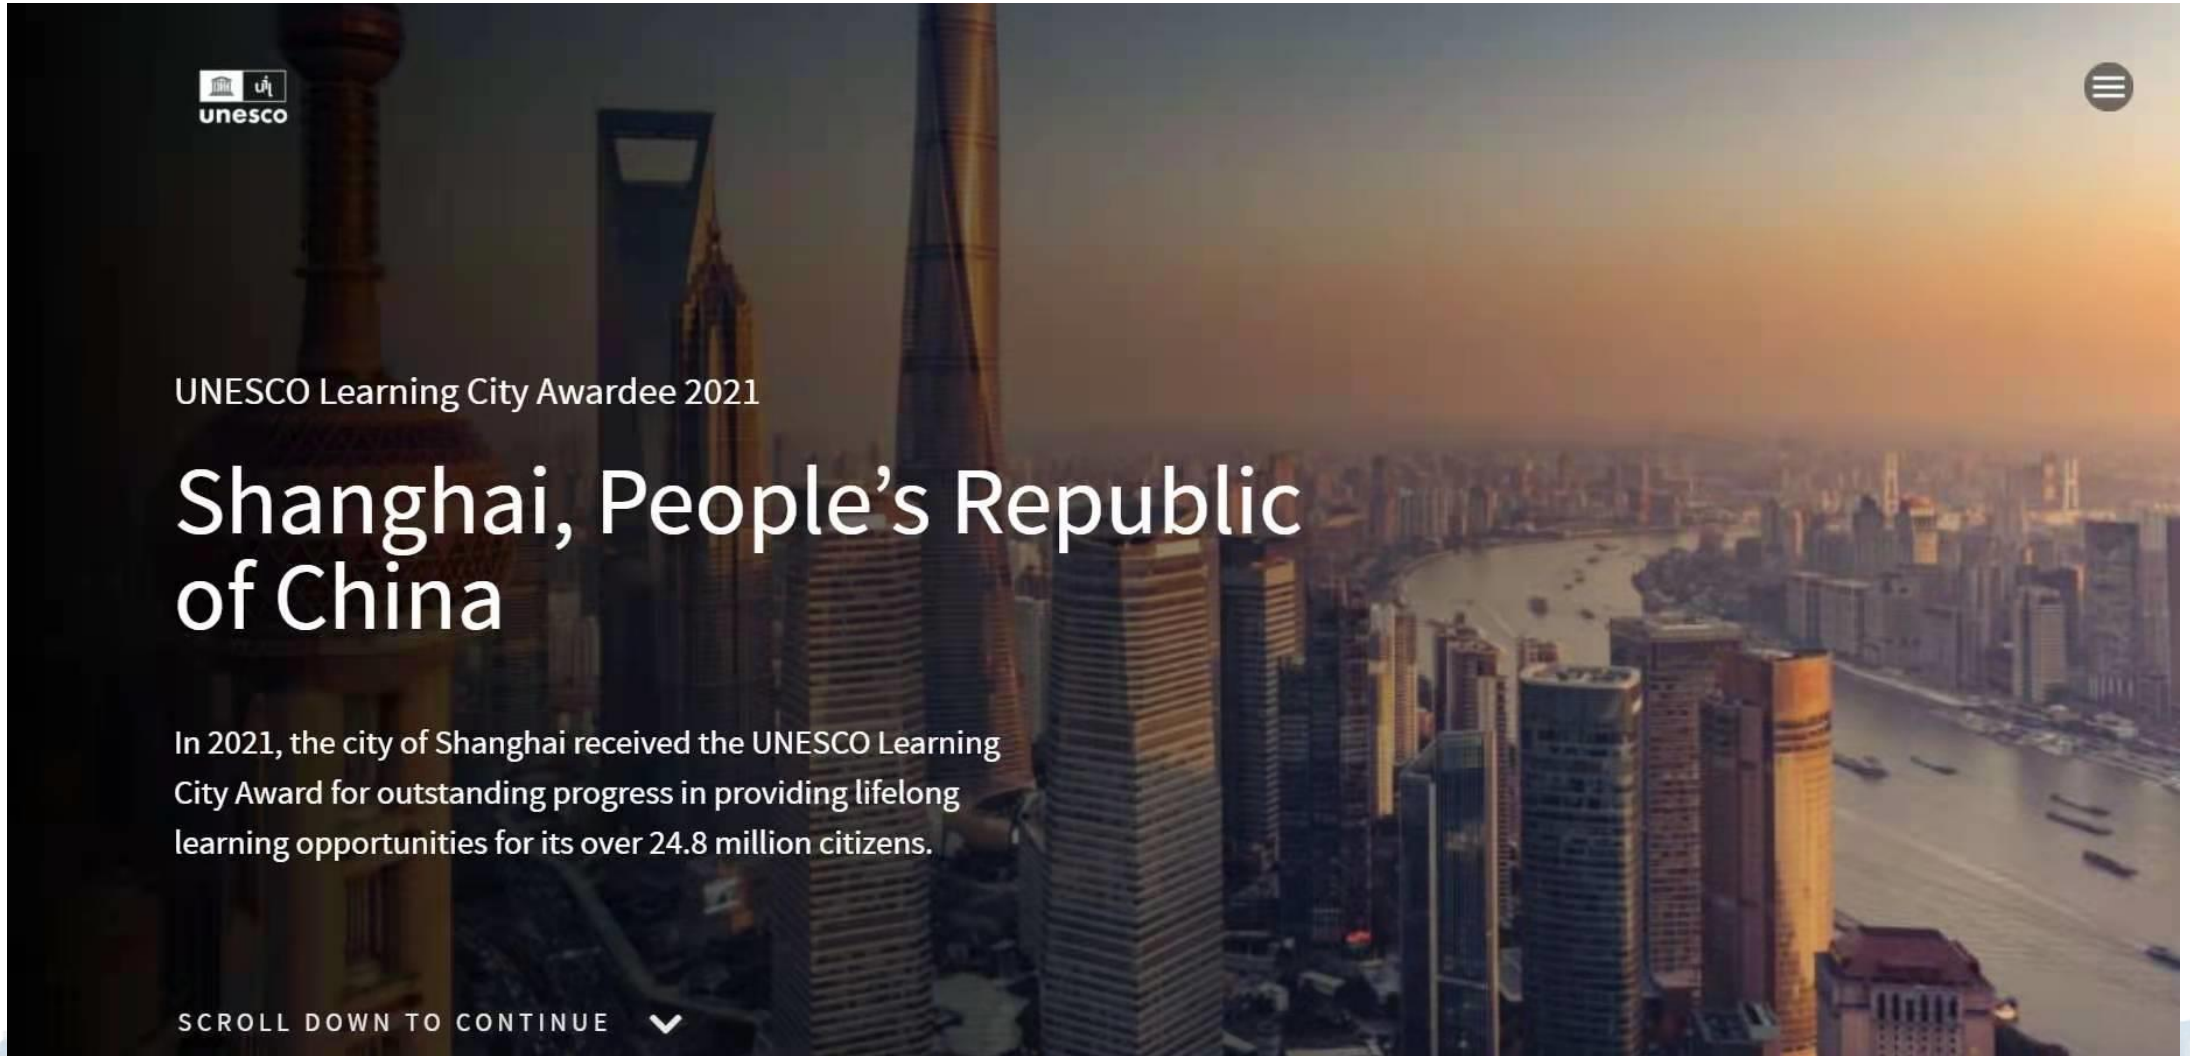 uil
unesco
UNESCO Learning City Awardee 2021
Shanghai, People’s Republic
of China
In 2021, the city of Shanghai received the UNESCO Learning
City Award for outstanding progress in providing lifelong
learning opportunities for its over 24.8 million citizens.
SCROLL DOWN TO CONTINUE